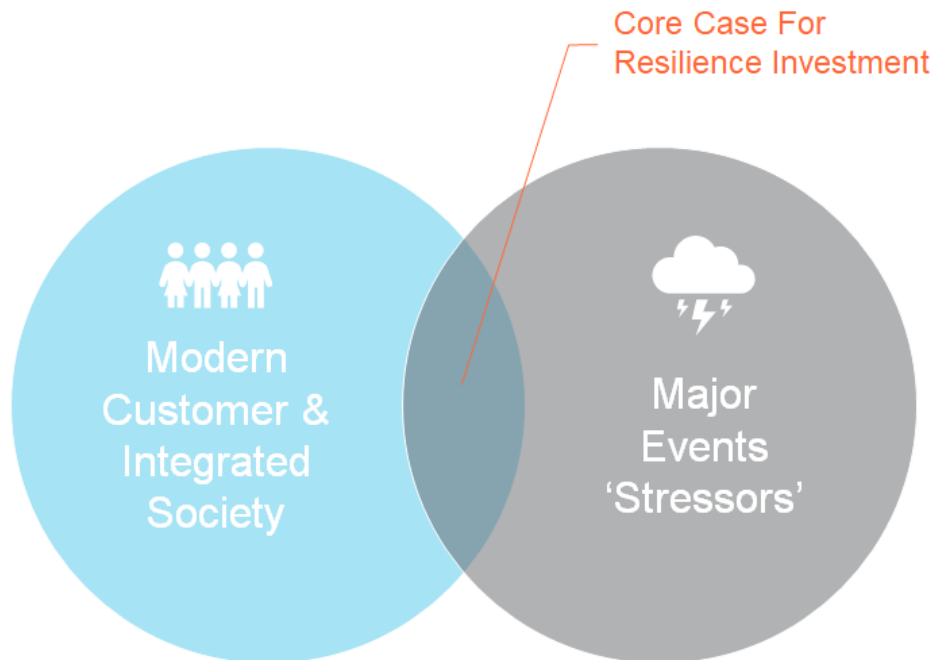 Core Case For
Resilience Investment
Modern
Customer &
Integrated
Society
Major
Events
‘Stressors’